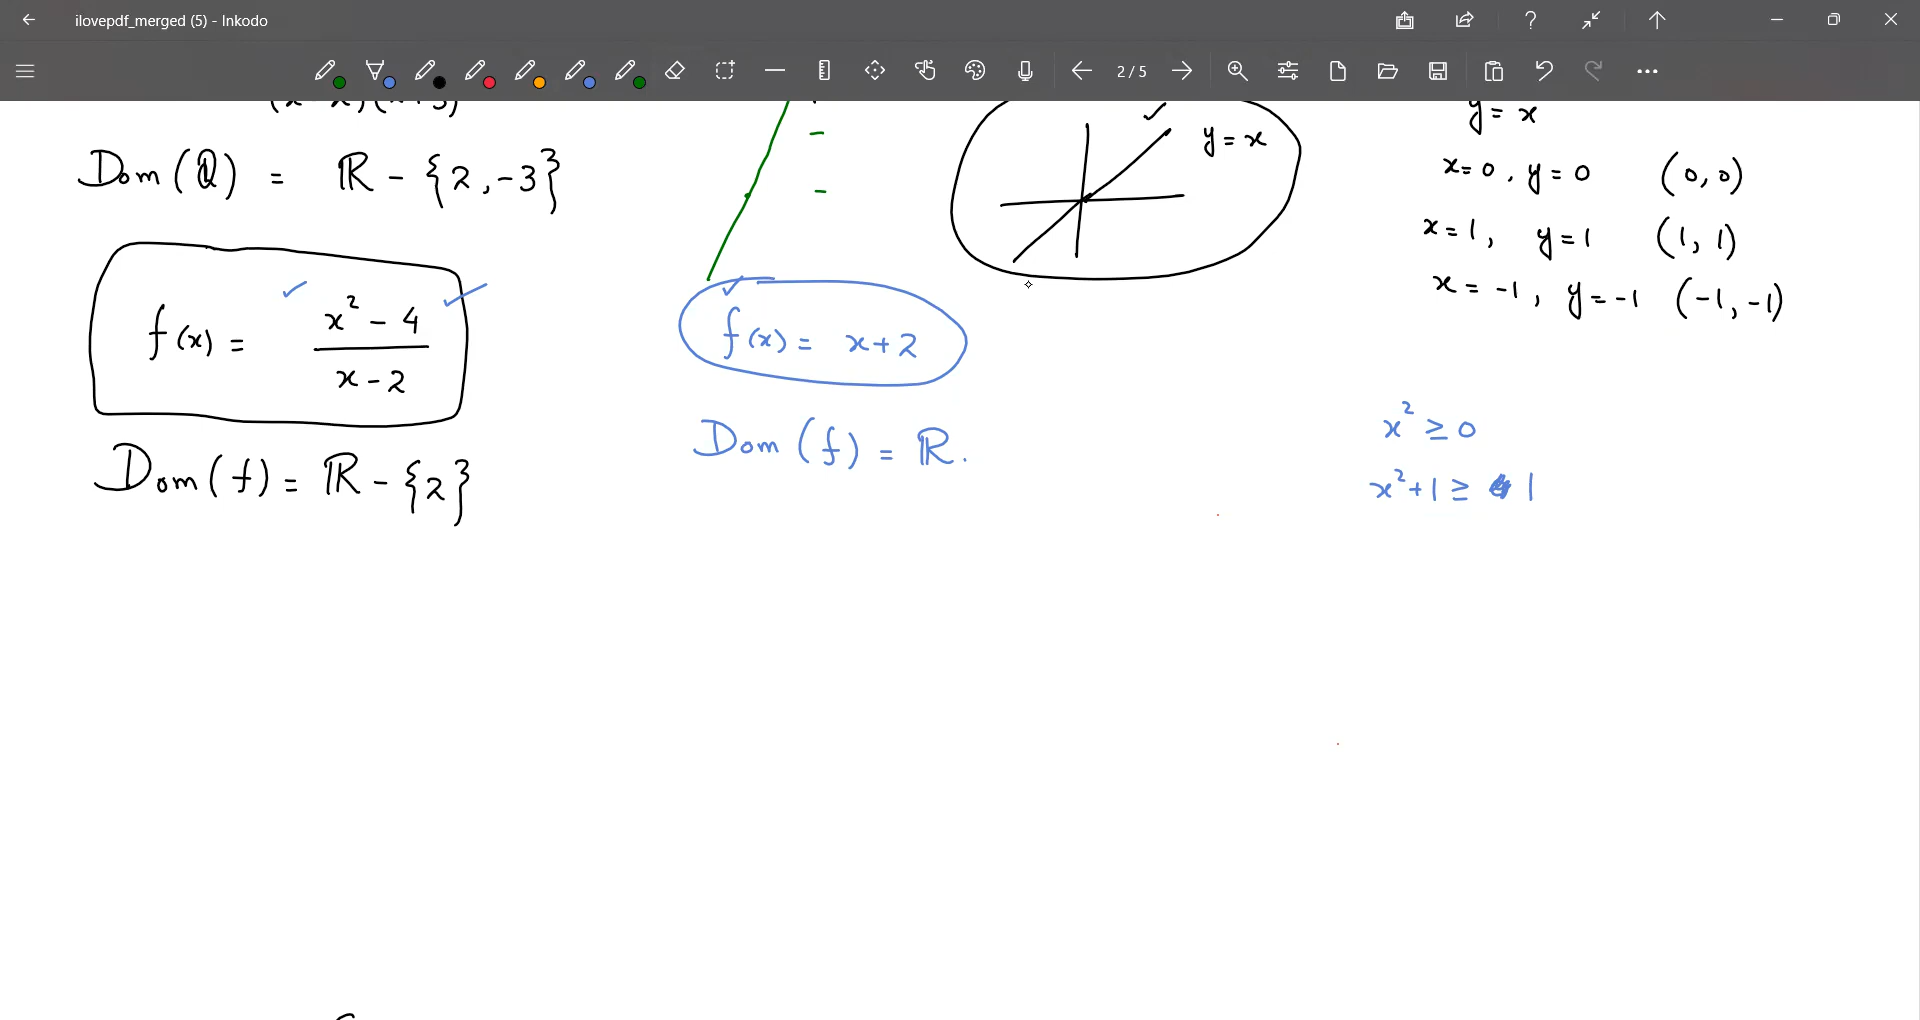 ilovepdf_merged (5) - Inkodo
2 / 5
Dom (Q) = ℝ - {2, -3}
f(x) = x² - 4 / x - 2
Dom (f) = ℝ - {2}
y = x
f(x) = x + 2
Dom (f) = ℝ.
y = x
x = 0, y = 0 (0, 0)
x = 1, y = 1 (1, 1)
x = -1, y = -1 (-1, -1)
x² ≥ 0
x² + 1 ≥ 1